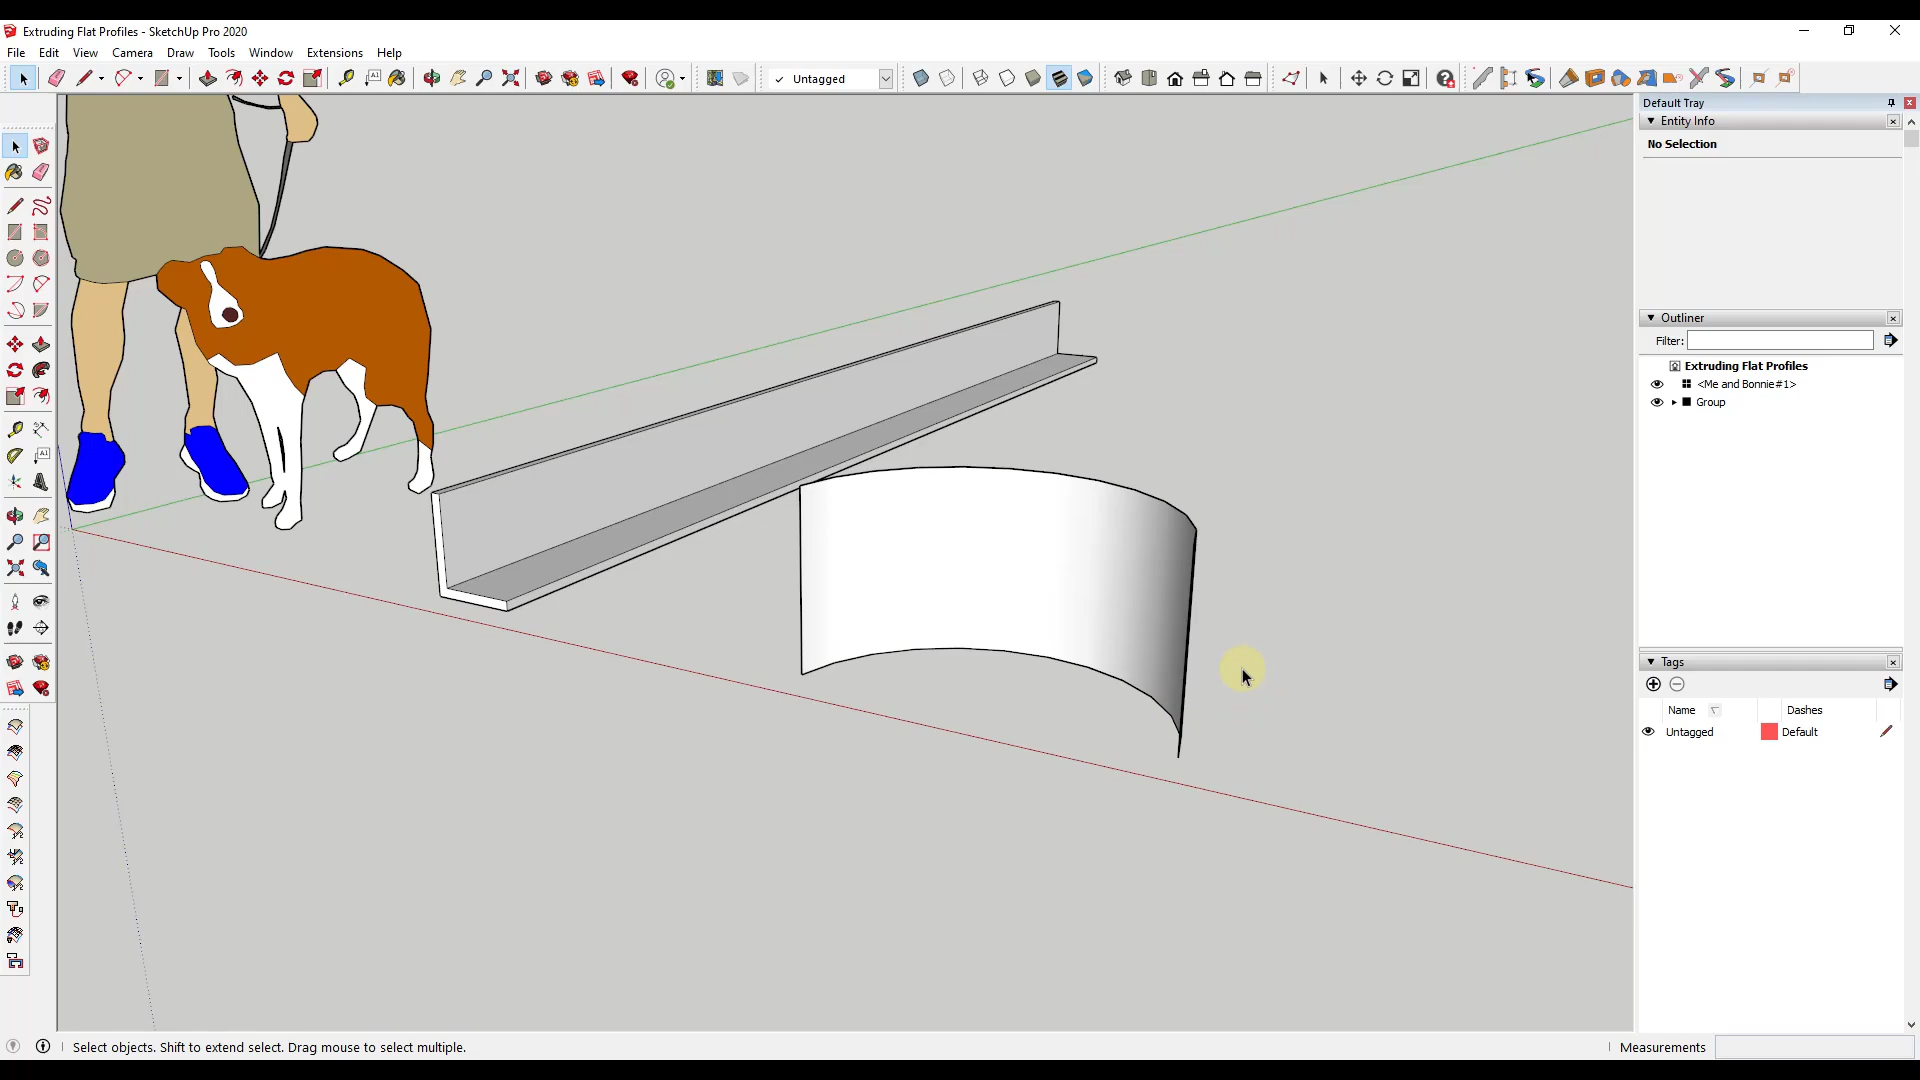 Extruding Flat Profiles - SketchUp Pro 2020
File Edit View Camera Draw Tools Window Extensions Help
A1 ✓ Untagged
Default Tray
Entity Info
No Selection
Outliner
Filter:
Extruding Flat Profiles
<Me and Bonnie#1>
Group
A1
Tags
Name Dashes
Untagged Default
Select objects. Shift to extend select. Drag mouse to select multiple.
Measurements